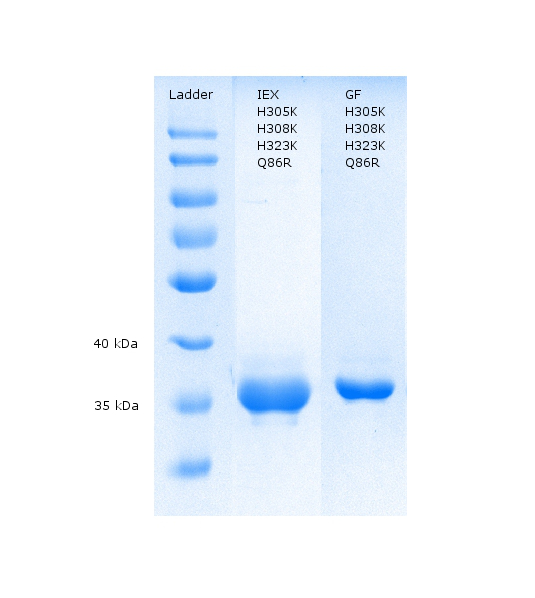 Ladder
IEX
H305K
H308K
H323K
Q86R
GF
H305K
H308K
H323K
Q86R
40 kDa
35 kDa